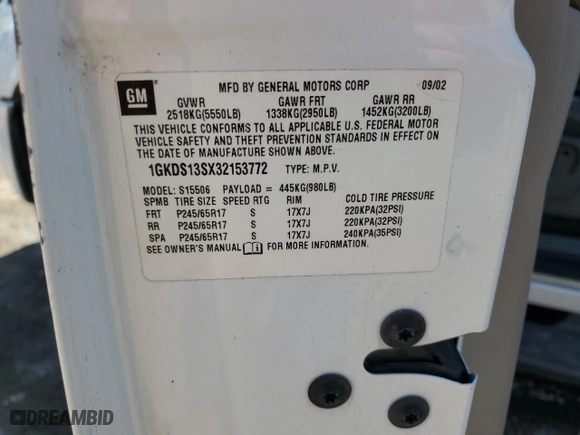 GM
MFD BY GENERAL MOTORS CORP 09/02
GVWR GAWR FRT GAWR RR
2518KG(5550LB) 1338KG(2950LB) 1452KG(3200LB)
THIS VEHICLE CONFORMS TO ALL APPLICABLE U.S. FEDERAL MOTOR
VEHICLE SAFETY AND THEFT PREVENTION STANDARDS IN EFFECT ON
THE DATE OF MANUFACTURE SHOWN ABOVE.
1GKDS13SX32153772 TYPE: M.P.V.
MODEL: S15506 PAYLOAD = 445KG(980LB)
SPMB TIRE SIZE SPEED RTG RIM COLD TIRE PRESSURE
FRT P245/65R17 S 17X7J 220KPA(32PSI)
RR P245/65R17 S 17X7J 220KPA(32PSI)
SPA P245/65R17 S 17X7J 240KPA(35PSI)
SEE OWNER'S MANUAL FOR MORE INFORMATION.
DREAMBID